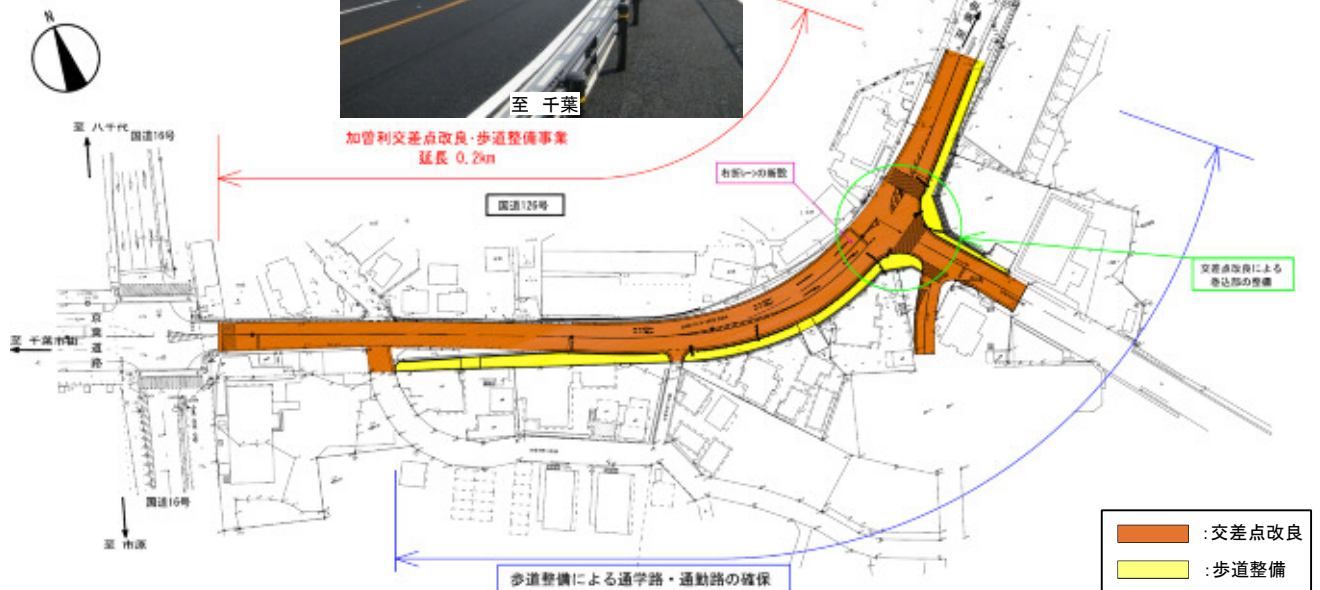 N
至 千葉
至 八千代
国道16号
加曽利交差点改良・歩道整備事業
延長 0.2km
右折レーンの新設
国道126号
交差点改良による
巻込部の整備
京葉道路
至 千葉市街
国道16号
至 市原
歩道整備による通学路・通勤路の確保
:交差点改良
:歩道整備